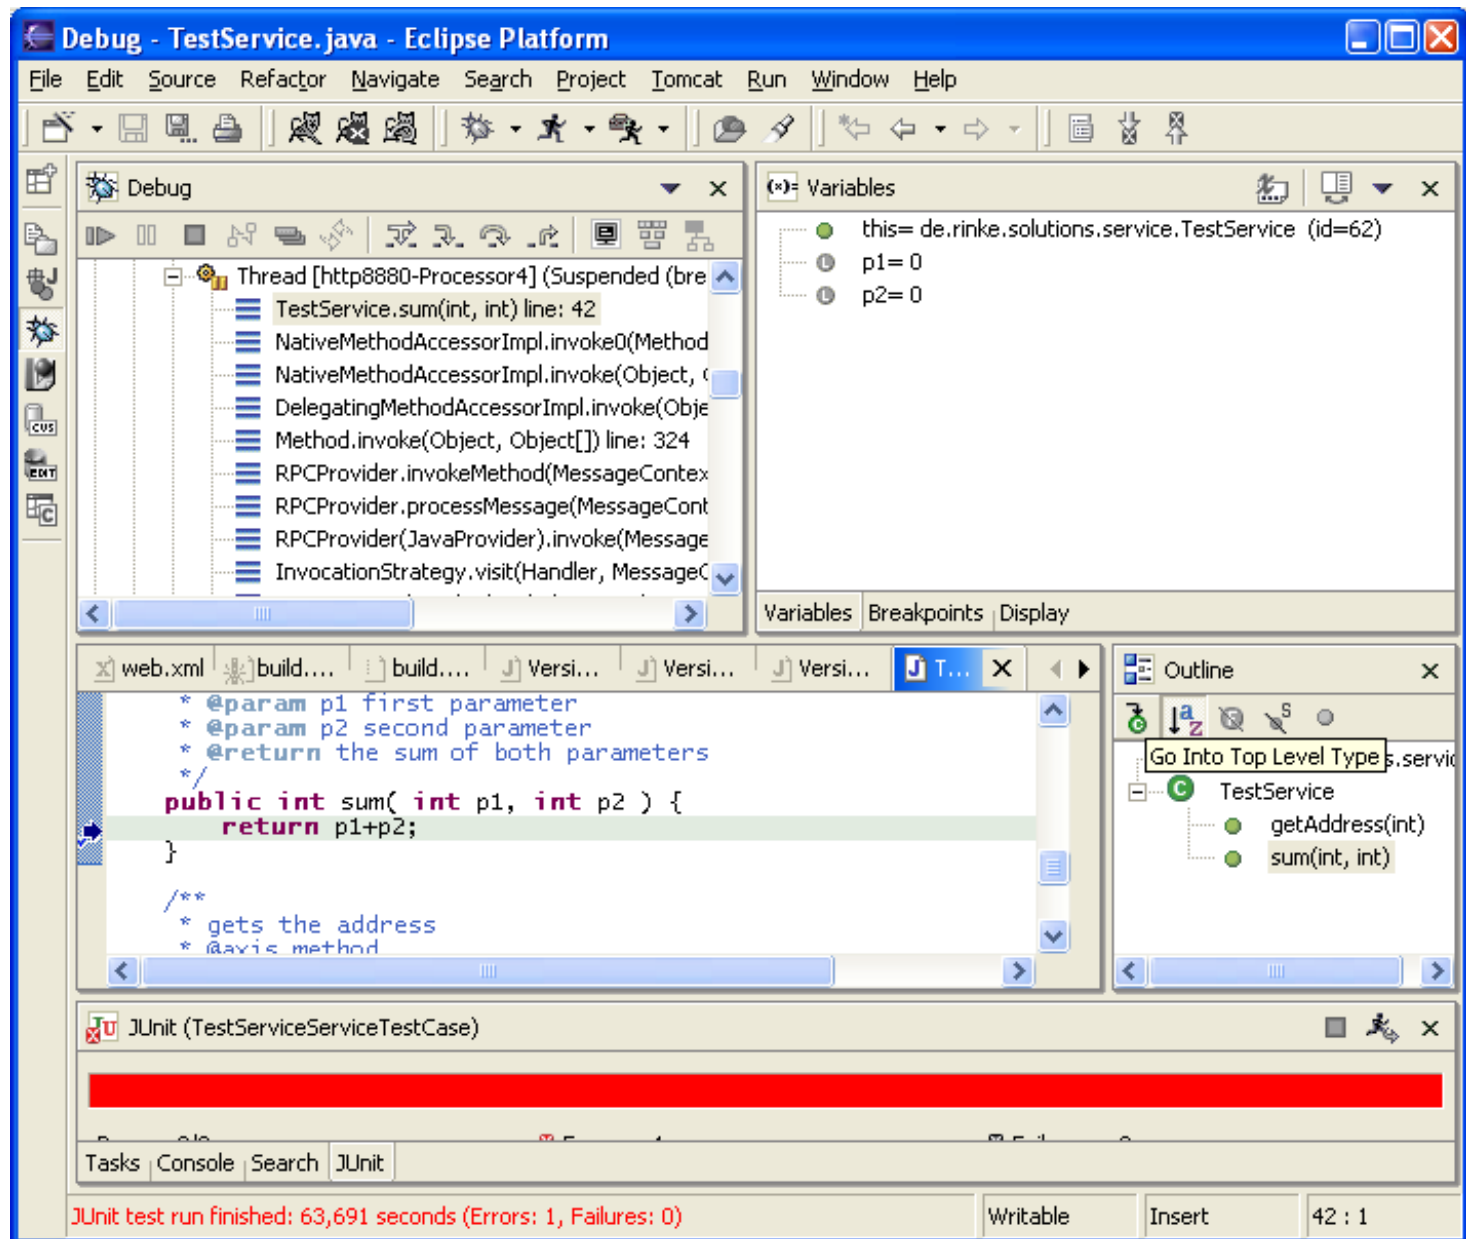 Debug - TestService.java - Eclipse Platform
File Edit Source Refactor Navigate Search Project Tomcat Run Window Help
Debug
Thread [http8880-Processor4] (Suspended (bre
TestService.sum(int, int) line: 42
NativeMethodAccessorImpl.invoke0(Method
NativeMethodAccessorImpl.invoke(Object,
DelegatingMethodAccessorImpl.invoke(Obje
Method.invoke(Object, Object[]) line: 324
RPCProvider.invokeMethod(MessageContex
RPCProvider.processMessage(MessageCont
RPCProvider(JavaProvider).invoke(Message
InvocationStrategy.visit(Handler, MessageC
(x)= Variables
this= de.rinke.solutions.service.TestService (id=62)
p1= 0
p2= 0
Variables Breakpoints Display
CVS
EDIT
web.xml build.... build.... Versi... Versi... Versi... T...
* @param p1 first parameter
* @param p2 second parameter
* @return the sum of both parameters
*/
public int sum( int p1, int p2 ) {
return p1+p2;
}
/**
* gets the address
* @axis method
Outline
Go Into Top Level Type s.servic
TestService
getAddress(int)
sum(int, int)
JUnit (TestServiceServiceTestCase)
Tasks Console Search JUnit
JUnit test run finished: 63,691 seconds (Errors: 1, Failures: 0)
Writable Insert 42 : 1